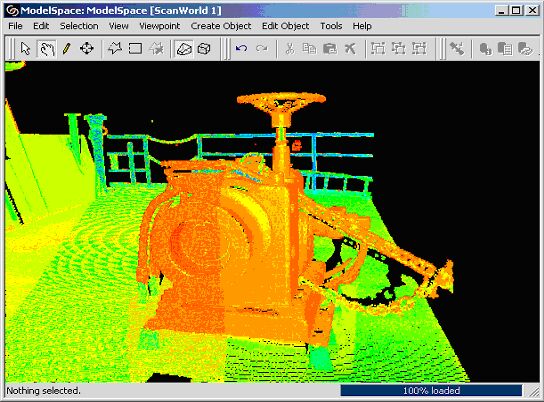 ModelSpace: ModelSpace [ScanWorld 1]
File Edit Selection View Viewpoint Create Object Edit Object Tools Help
Nothing selected. 100% loaded